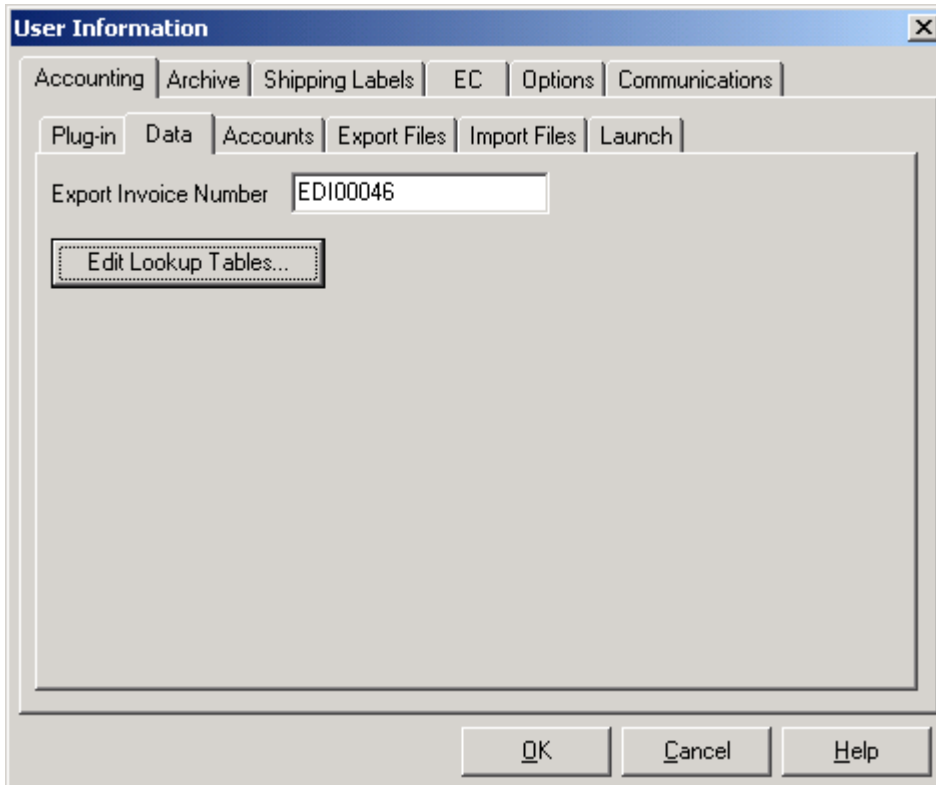 User Information
Accounting Archive Shipping Labels EC Options Communications
Plug-in Data Accounts Export Files Import Files Launch
Export Invoice Number EDI00046
Edit Lookup Tables...
OK Cancel Help